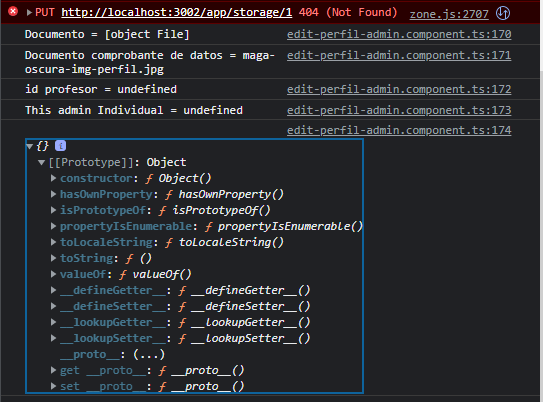 PUT http://localhost:3002/app/storage/1 404 (Not Found) zone.js:2707
Documento = [object File] edit-perfil-admin.component.ts:170
Documento comprobante de datos = maga- edit-perfil-admin.component.ts:171
oscura-img-perfil.jpg
id profesor = undefined edit-perfil-admin.component.ts:172
This admin Individual = undefined edit-perfil-admin.component.ts:173
edit-perfil-admin.component.ts:174
{} i
[[Prototype]]: Object
constructor: ƒ Object()
hasOwnProperty: ƒ hasOwnProperty()
isPrototypeOf: ƒ isPrototypeOf()
propertyIsEnumerable: ƒ propertyIsEnumerable()
toLocaleString: ƒ toLocaleString()
toString: ƒ ()
valueOf: ƒ valueOf()
__defineGetter__: ƒ __defineGetter__()
__defineSetter__: ƒ __defineSetter__()
__lookupGetter__: ƒ __lookupGetter__()
__lookupSetter__: ƒ __lookupSetter__()
__proto__: (...)
get __proto__: ƒ __proto__()
set __proto__: ƒ __proto__()